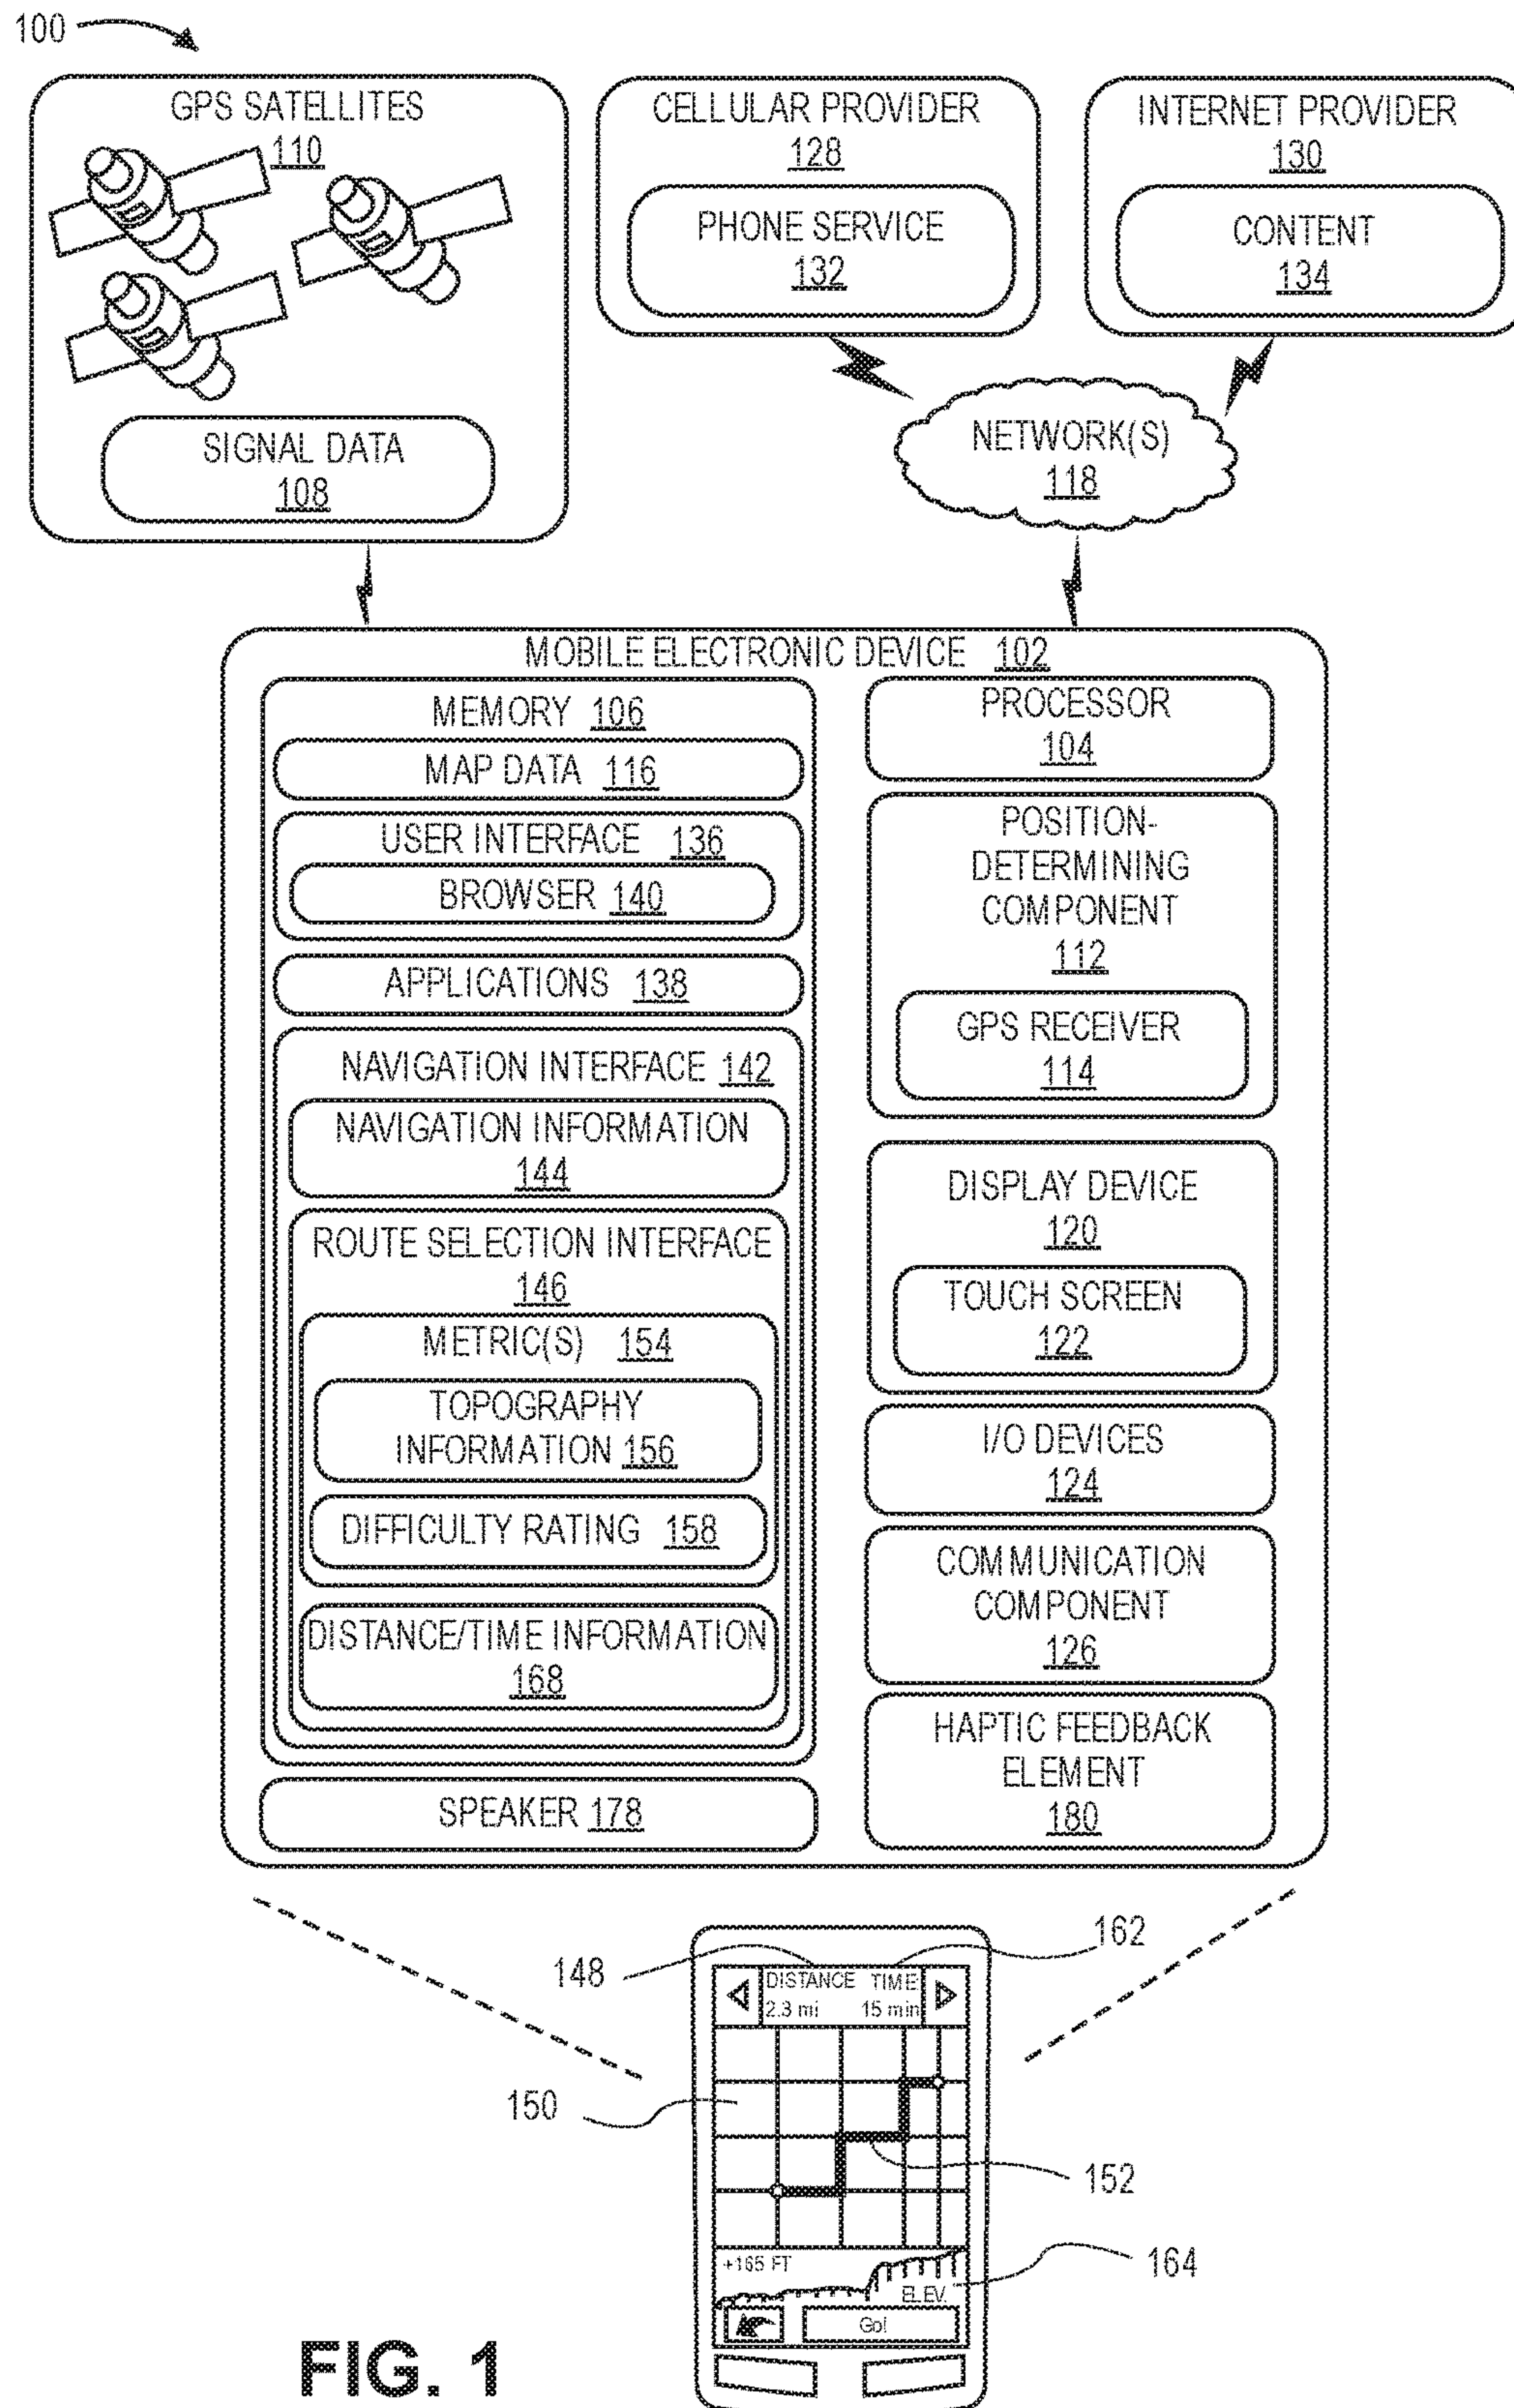 100
GPS SATELLITES
110
SIGNAL DATA
108
CELLULAR PROVIDER
128
PHONE SERVICE
132
INTERNET PROVIDER
130
CONTENT
134
NETWORK(S)
118
MOBILE ELECTRONIC DEVICE 102
MEMORY 106
MAP DATA 116
USER INTERFACE 136
BROWSER 140
APPLICATIONS 138
NAVIGATION INTERFACE 142
NAVIGATION INFORMATION
144
ROUTE SELECTION INTERFACE
146
METRIC(S) 154
TOPOGRAPHY
INFORMATION 156
DIFFICULTY RATING 158
DISTANCE/TIME INFORMATION
168
SPEAKER 178
PROCESSOR
104
POSITION-
DETERMINING
COMPONENT
112
GPS RECEIVER
114
DISPLAY DEVICE
120
TOUCH SCREEN
122
I/O DEVICES
124
COMMUNICATION
COMPONENT
126
HAPTIC FEEDBACK
ELEMENT
180
148
162
DISTANCE TIME
2.3 mi 15 min
150
152
+165 FT
164
ELEV.
Go!
FIG. 1